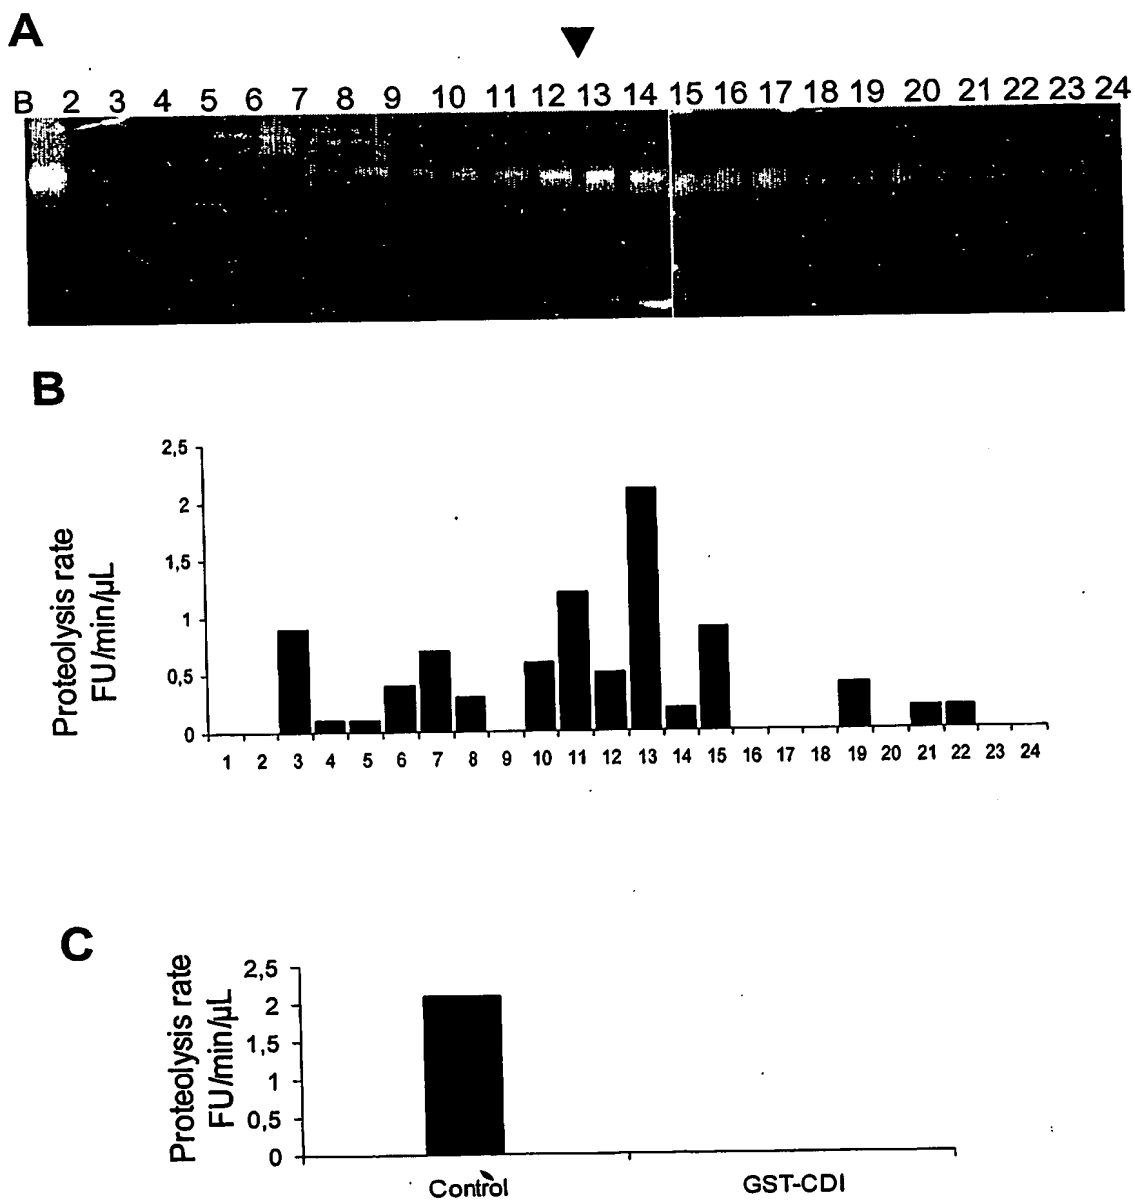 A
B 2 3 4 5 6 7 8 9 10 11 12 13 14 15 16 17 18 19 20 21 22 23 24
B
2,5
2
1,5
1
0,5
0
Proteolysis rate
FU/min/µL
1 2 3 4 5 6 7 8 9 10 11 12 13 14 15 16 17 18 19 20 21 22 23 24
C
2,5
2
1,5
1
0,5
0
Proteolysis rate
FU/min/µL
Control GST-CDI